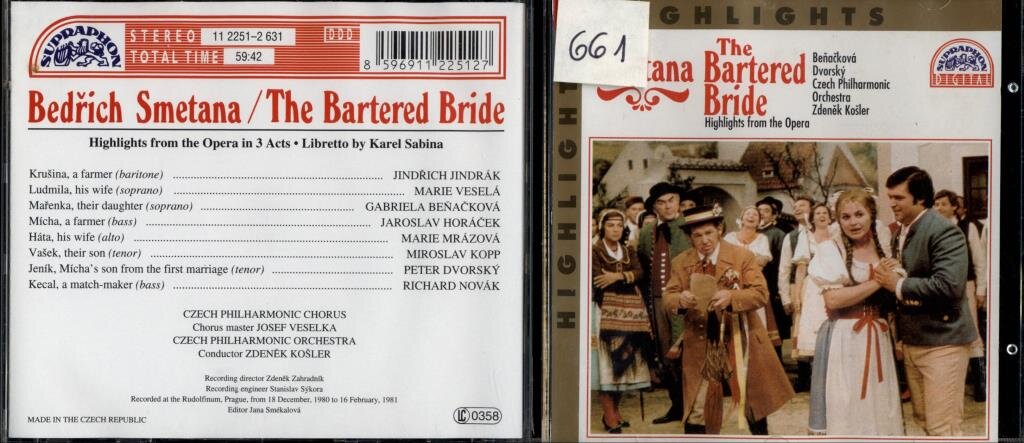 SUPRAPHON
STEREO 11 2251–2 631
TOTAL TIME 59:42
DDD
8 596911 225127
Bedřich Smetana / The Bartered Bride
Highlights from the Opera in 3 Acts • Libretto by Karel Sabina
Krušina, a farmer (baritone) JINDŘICH JINDRÁK
Ludmila, his wife (soprano) MARIE VESELÁ
Mařenka, their daughter (soprano) GABRIELA BEŇAČKOVÁ
Mícha, a farmer (bass) JAROSLAV HORÁČEK
Háta, his wife (alto) MARIE MRÁZOVÁ
Vašek, their son (tenor) MIROSLAV KOPP
Jeník, Mícha's son from the first marriage (tenor) PETER DVORSKÝ
Kecal, a match-maker (bass) RICHARD NOVÁK
CZECH PHILHARMONIC CHORUS
Chorus master JOSEF VESELKA
CZECH PHILHARMONIC ORCHESTRA
Conductor ZDENĚK KOŠLER
Recording director Zdeněk Zahradník
Recording engineer Stanislav Sýkora
Recorded at the Rudolfinum, Prague, from 18 December, 1980 to 16 February, 1981
Editor Jana Smékalová
MADE IN THE CZECH REPUBLIC
LC 0358
GHLIGHTS
HIGHLIGHTS
661
etana
The
Bartered
Bride
Highlights from the Opera
Beňačková
Dvorský
Czech Philharmonic
Orchestra
Zdeněk Košler
SUPRAPHON
DIGITAL